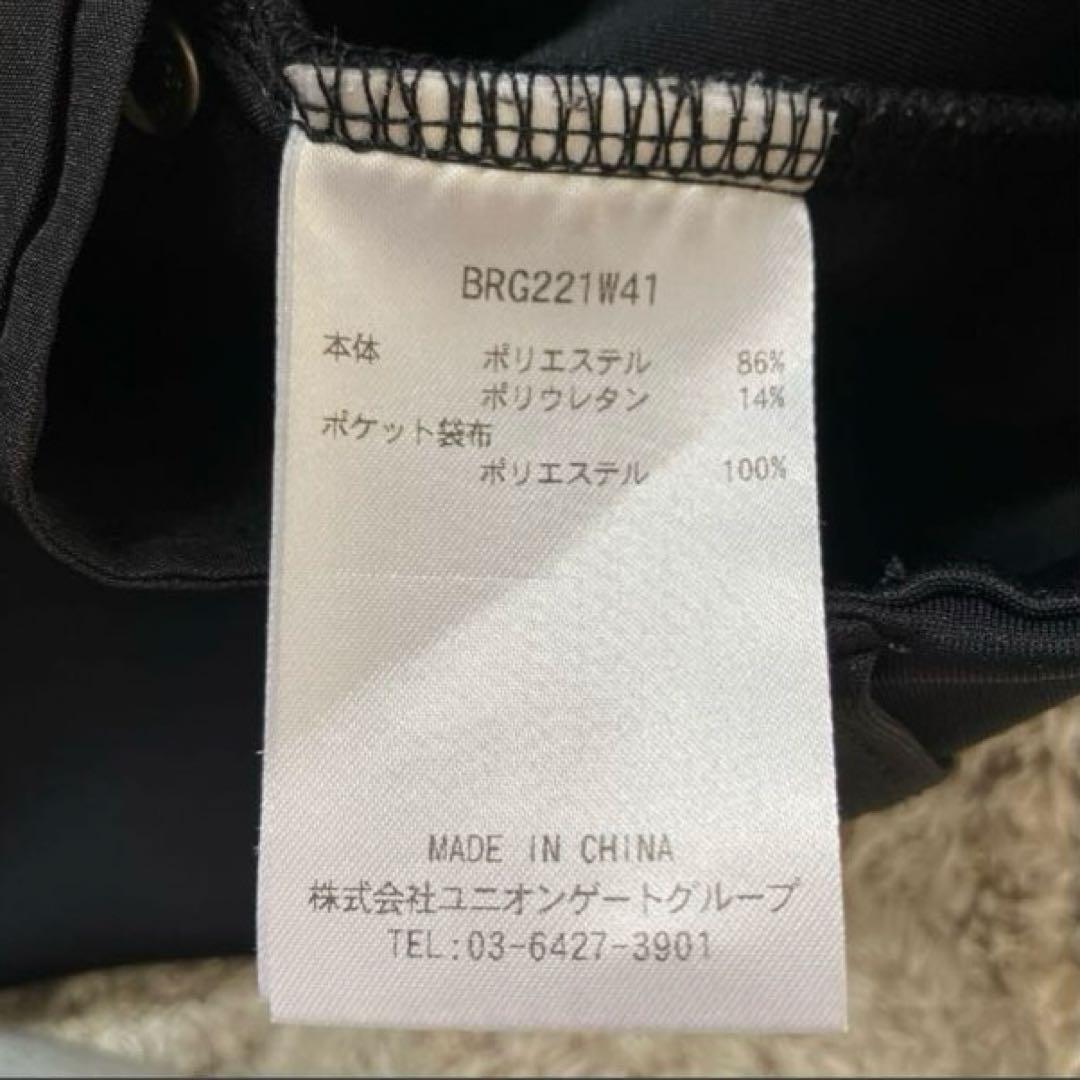 BRG221W41
本体 ポリエステル 86%
ポリウレタン 14%
ポケット袋布
ポリエステル 100%
MADE IN CHINA
株式会社ユニオンゲートグループ
TEL:03-6427-3901